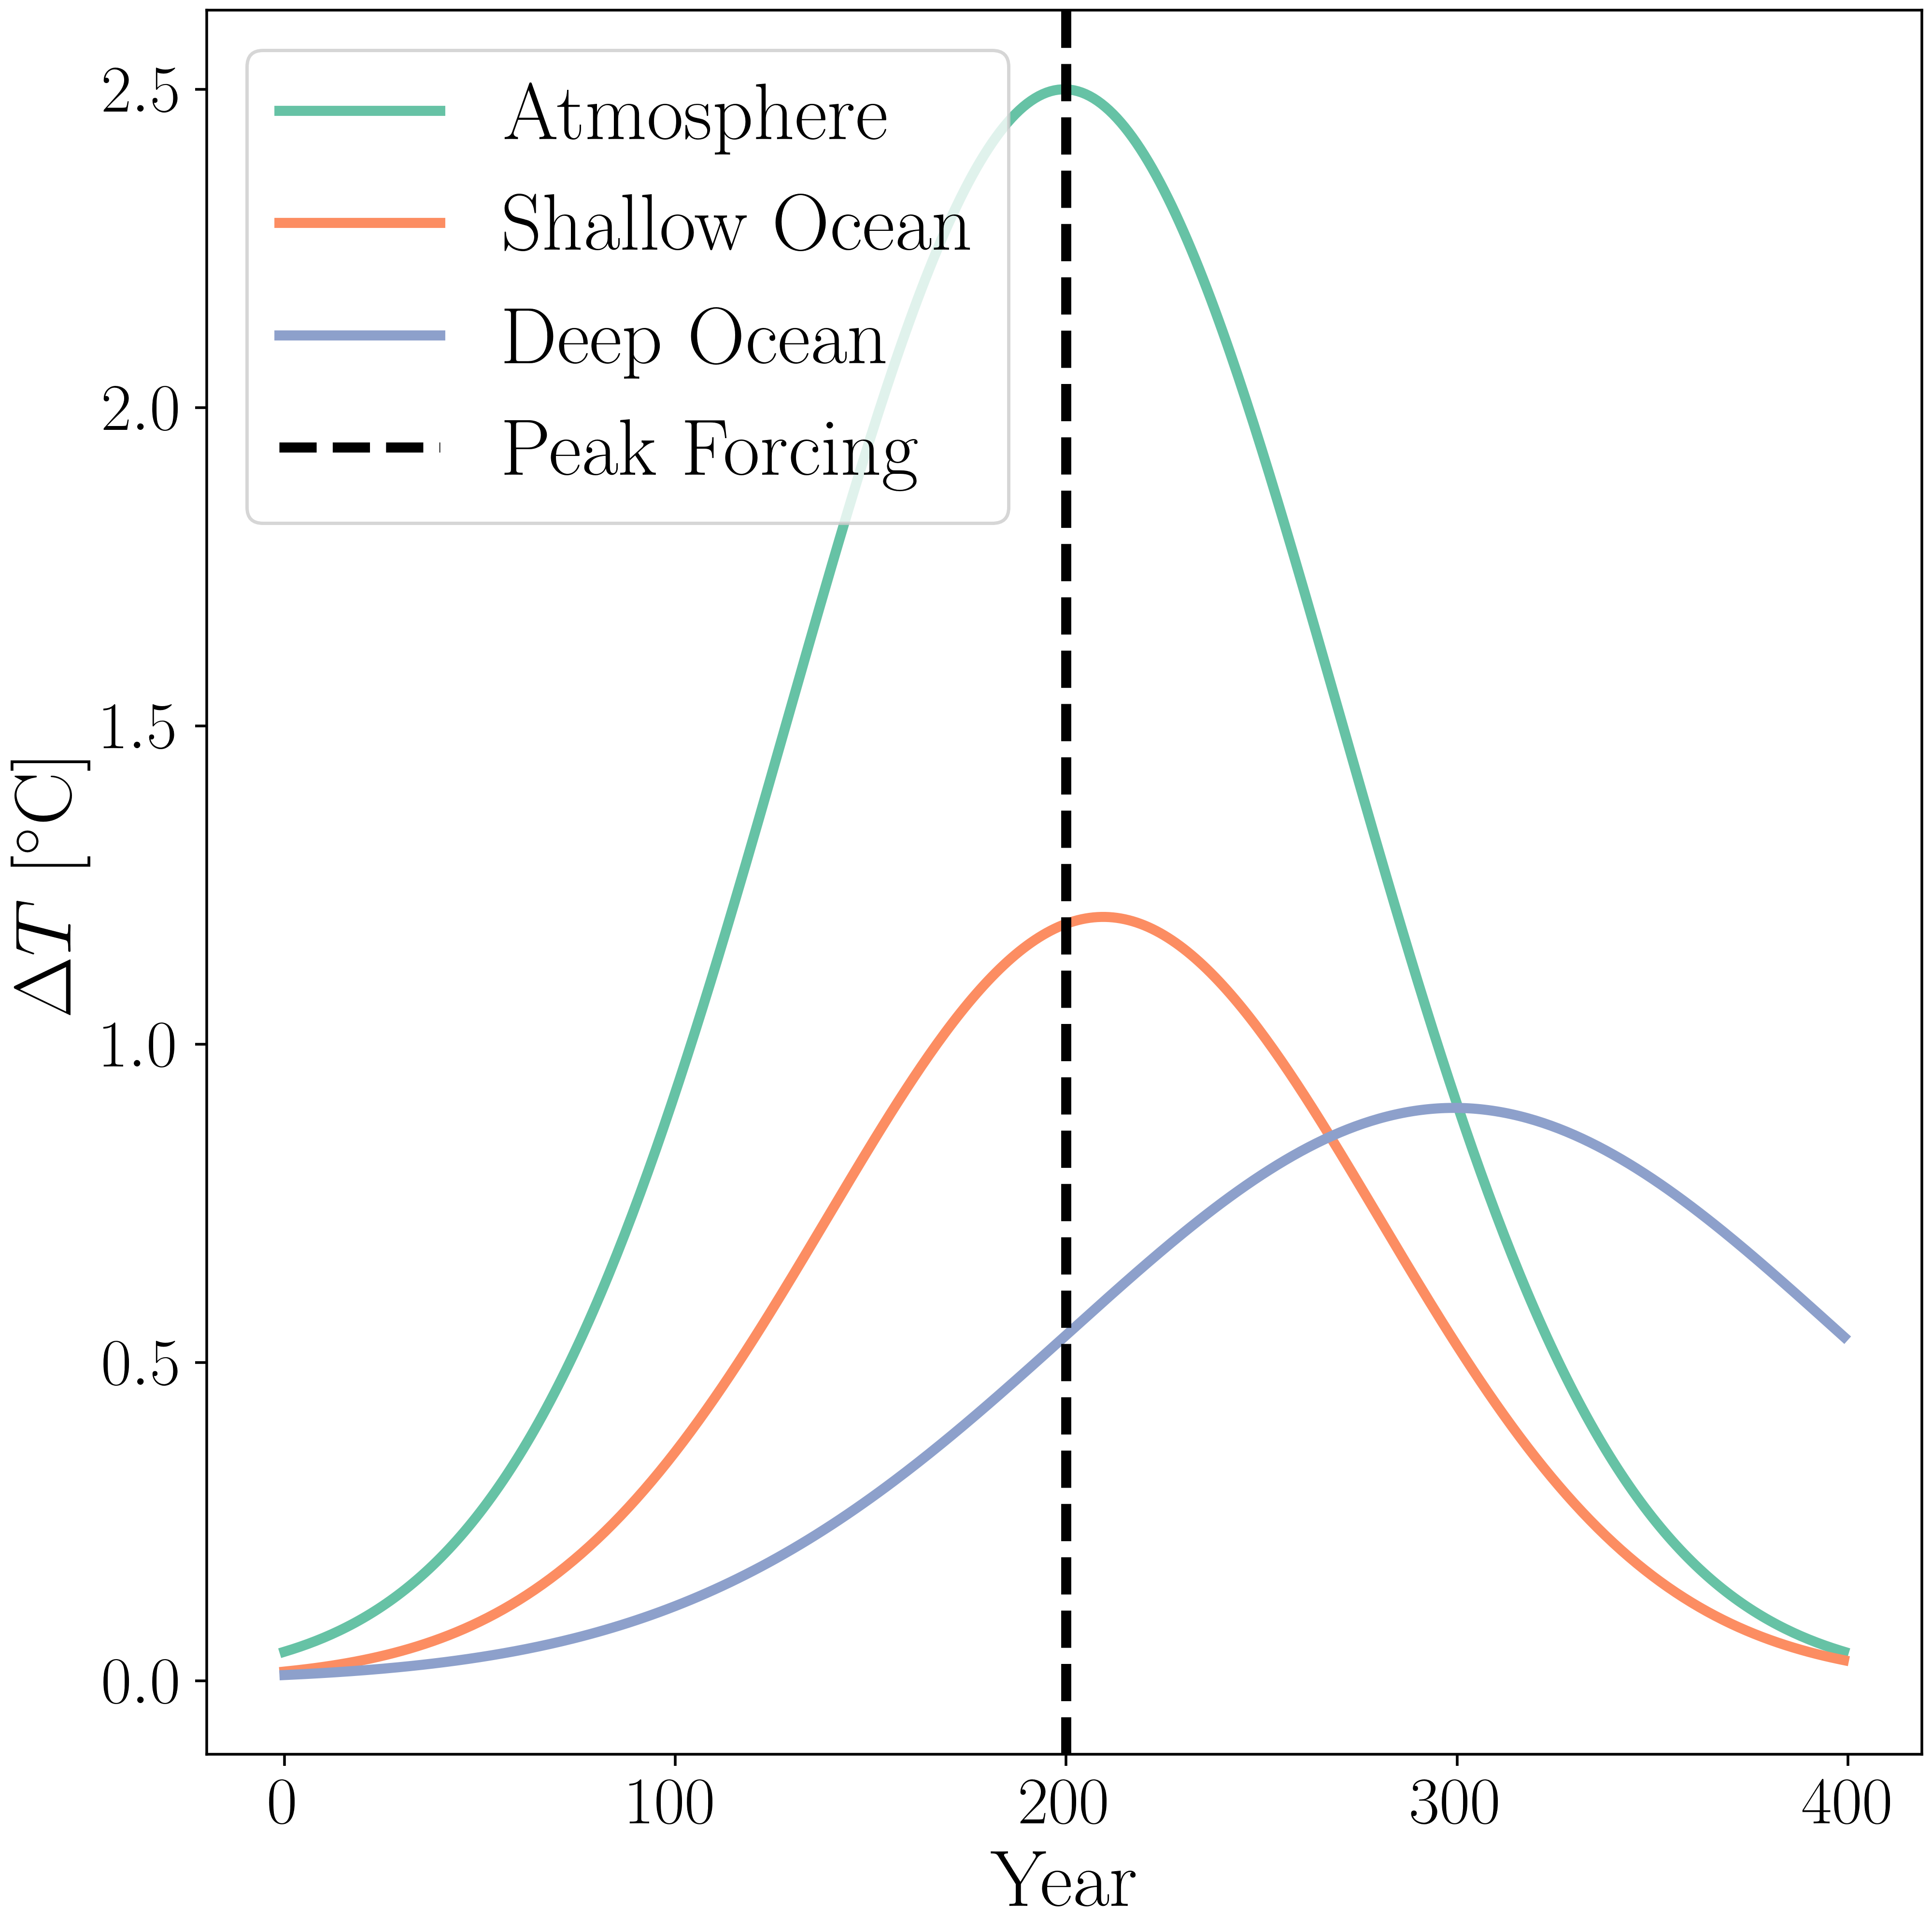 Atmosphere
Shallow Ocean
Deep Ocean
Peak Forcing
ΔT [°C]
2.5
2.0
1.5
1.0
0.5
0.0
0 100 200 300 400
Year